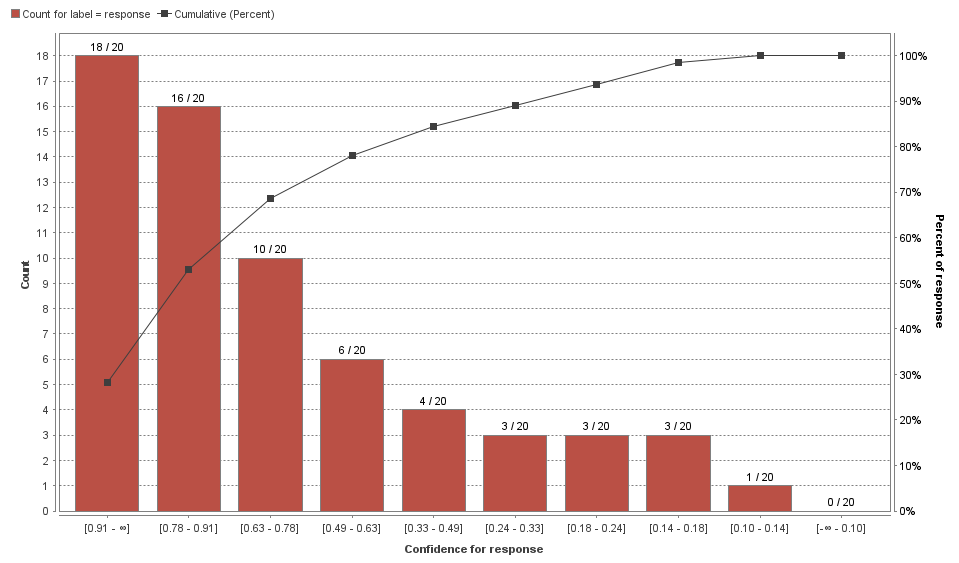 Count for label = response Cumulative (Percent)
18 / 20
16 / 20
10 / 20
6 / 20
4 / 20
3 / 20
3 / 20
3 / 20
1 / 20
0 / 20
18
17
16
15
14
13
12
11
10
9
8
7
6
5
4
3
2
1
0
Count
100%
90%
80%
70%
60%
50%
40%
30%
20%
10%
0%
Percent of response
[0.91 - ∞] [0.78 - 0.91] [0.63 - 0.78] [0.49 - 0.63] [0.33 - 0.49] [0.24 - 0.33] [0.18 - 0.24] [0.14 - 0.18] [0.10 - 0.14] [-∞ - 0.10]
Confidence for response